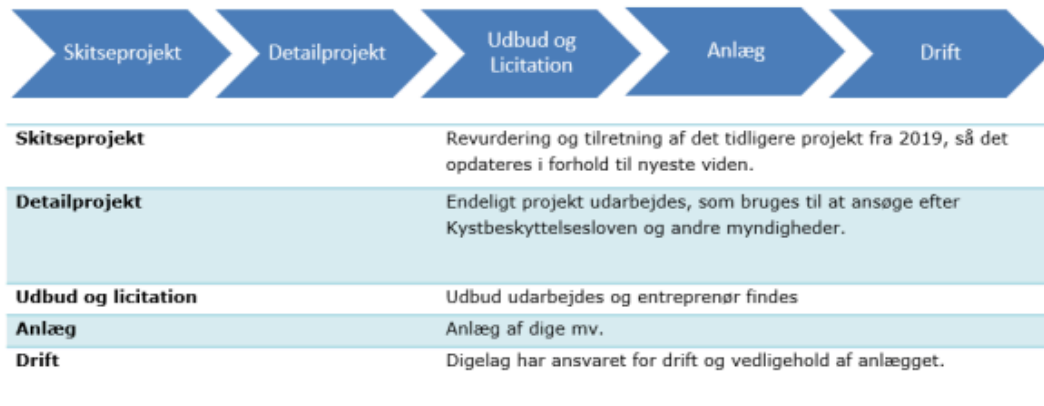 Skitseprojekt
Detailprojekt
Udbud og
Licitation
Anlæg
Drift
Skitseprojekt
Revurdering og tilretning af det tidligere projekt fra 2019, så det
opdateres i forhold til nyeste viden.
Detailprojekt
Endeligt projekt udarbejdes, som bruges til at ansøge efter
Kystbeskyttelsesloven og andre myndigheder.
Udbud og licitation
Udbud udarbejdes og entreprenør findes
Anlæg
Anlæg af dige mv.
Drift
Digelag har ansvaret for drift og vedligehold af anlægget.